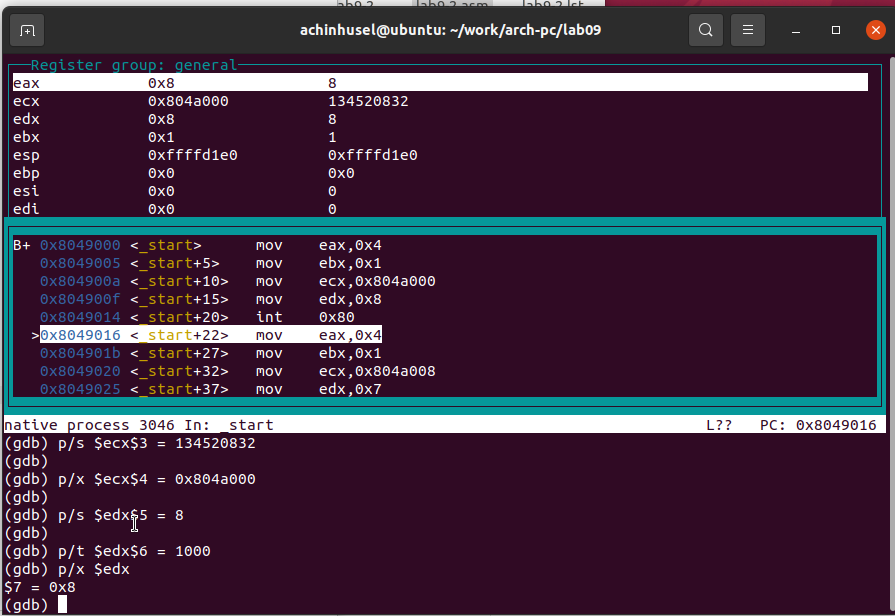 achinhusel@ubuntu: ~/work/arch-pc/lab09
Register group: general
eax 0x8 8
ecx 0x804a000 134520832
edx 0x8 8
ebx 0x1 1
esp 0xffffd1e0 0xffffd1e0
ebp 0x0 0x0
esi 0x0 0
edi 0x0 0
B+ 0x8049000 <_start> mov eax,0x4
0x8049005 <_start+5> mov ebx,0x1
0x804900a <_start+10> mov ecx,0x804a000
0x804900f <_start+15> mov edx,0x8
0x8049014 <_start+20> int 0x80
>0x8049016 <_start+22> mov eax,0x4
0x804901b <_start+27> mov ebx,0x1
0x8049020 <_start+32> mov ecx,0x804a008
0x8049025 <_start+37> mov edx,0x7
native process 3046 In: _start L?? PC: 0x8049016
(gdb) p/s $ecx$3 = 134520832
(gdb)
(gdb) p/x $ecx$4 = 0x804a000
(gdb)
(gdb) p/s $edx$5 = 8
(gdb)
(gdb) p/t $edx$6 = 1000
(gdb) p/x $edx
$7 = 0x8
(gdb)